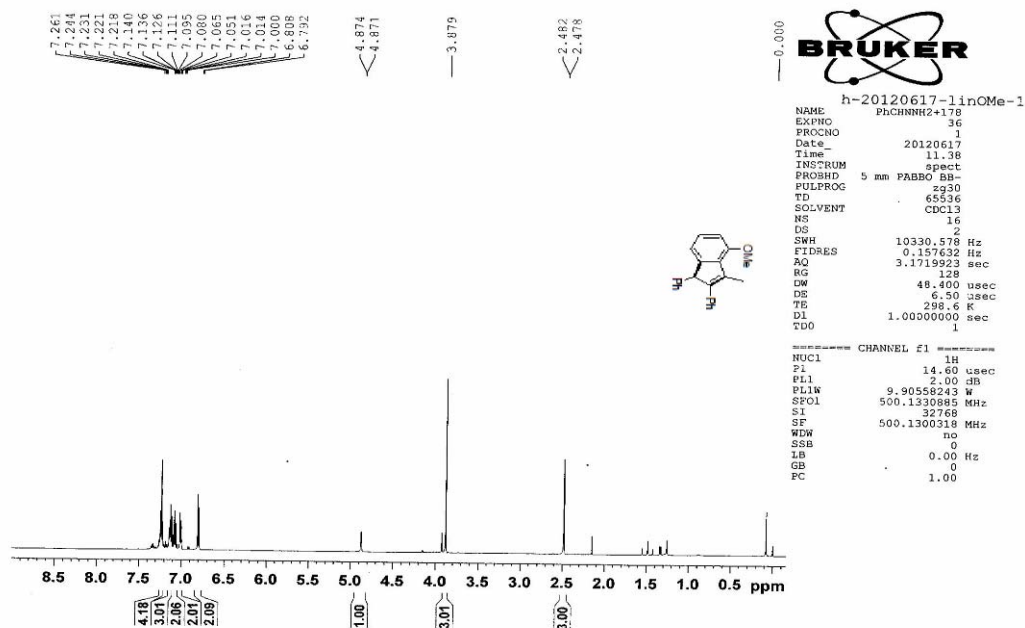 7.261
7.244
7.231
7.221
7.218
7.140
7.136
7.126
7.111
7.095
7.080
7.065
7.051
7.016
7.014
7.000
6.808
6.792
4.874
4.871
3.879
2.482
2.478
0.000
BRUKER
h-20120617-linOMe-1
NAME PhCHNNH2+178
EXPNO 36
PROCNO 1
Date_ 20120617
Time 11.38
INSTRUM spect
PROBHD 5 mm PABBO BB-
PULPROG zg30
TD 65536
SOLVENT CDCl3
NS 16
DS 2
SWH 10330.578 Hz
FIDRES 0.157632 Hz
AQ 3.1719923 sec
RG 128
DW 48.400 usec
DE 6.50 usec
TE 298.6 K
D1 1.00000000 sec
TD0 1
======== CHANNEL f1 ========
NUC1 1H
P1 14.60 usec
PL1 2.00 dB
PL1W 9.90558243 W
SFO1 500.1330885 MHz
SI 32768
SF 500.1300318 MHz
WDW no
SSB 0
LB 0.00 Hz
GB 0
PC 1.00
OMe
Ph
Ph
8.5 8.0 7.5 7.0 6.5 6.0 5.5 5.0 4.5 4.0 3.5 3.0 2.5 2.0 1.5 1.0 0.5 ppm
4.18
3.01
2.06
2.01
2.09
1.00
3.01
3.00